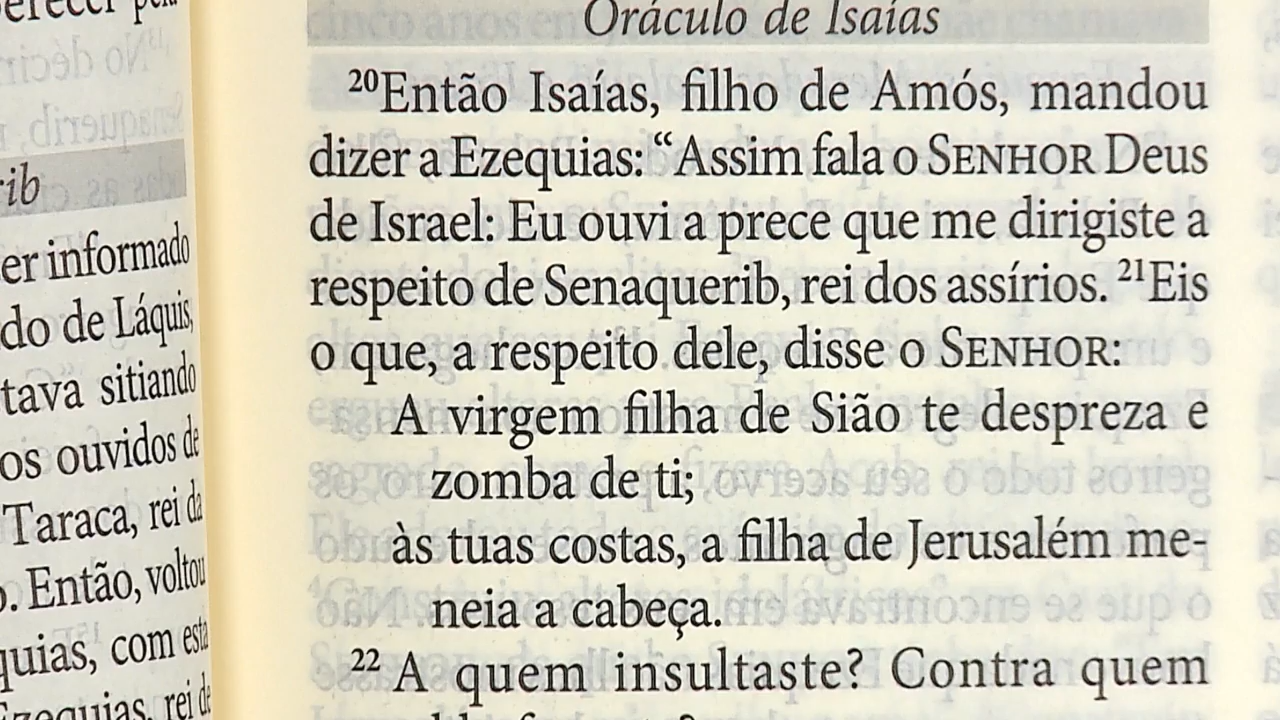 rib
er informado
do de Láquis,
tava sitiando
os ouvidos de
Taraca, rei da
Então, voltou
quias, com esta
Ezequias, rei de
Oráculo de Isaías
²⁰Então Isaías, filho de Amós, mandou
dizer a Ezequias: “Assim fala o SENHOR Deus
de Israel: Eu ouvi a prece que me dirigiste a
respeito de Senaquerib, rei dos assírios. ²¹Eis
o que, a respeito dele, disse o SENHOR:
A virgem filha de Sião te despreza e
zomba de ti;
às tuas costas, a filha de Jerusalém me-
neia a cabeça.
²² A quem insultaste? Contra quem